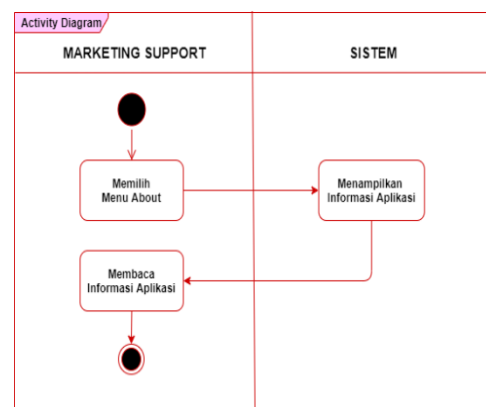 Activity Diagram
MARKETING SUPPORT
SISTEM
Memilih
Menu About
Menampilkan
Informasi Aplikasi
Membaca
Informasi Aplikasi